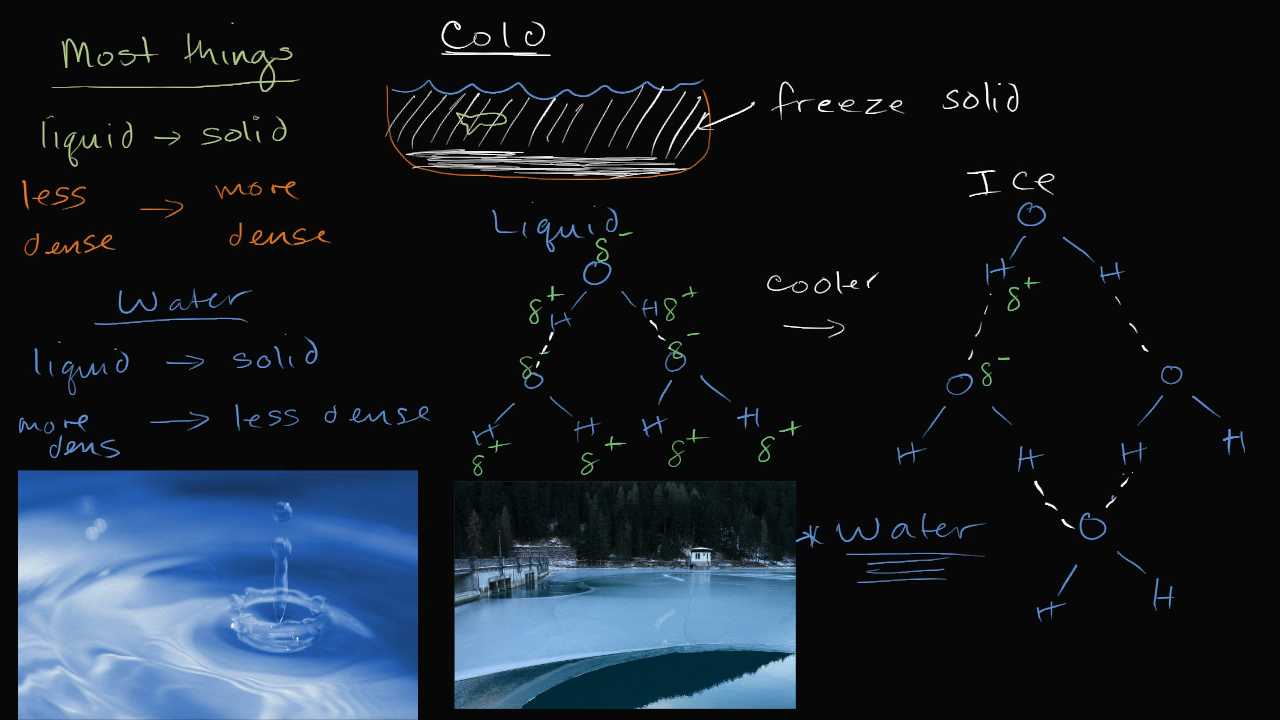 Most things
liquid → solid
less dense → more dense
Water
liquid → solid
more dens → less dense
Cold
freeze solid
Liquid
δ-
O
δ+ H H δ+
δ- δ-
O O
H H H H
δ+ δ+ δ+ δ+
cooler
→
Ice
O
H H
δ+
O δ- O
H H H H
O
H H
* Water